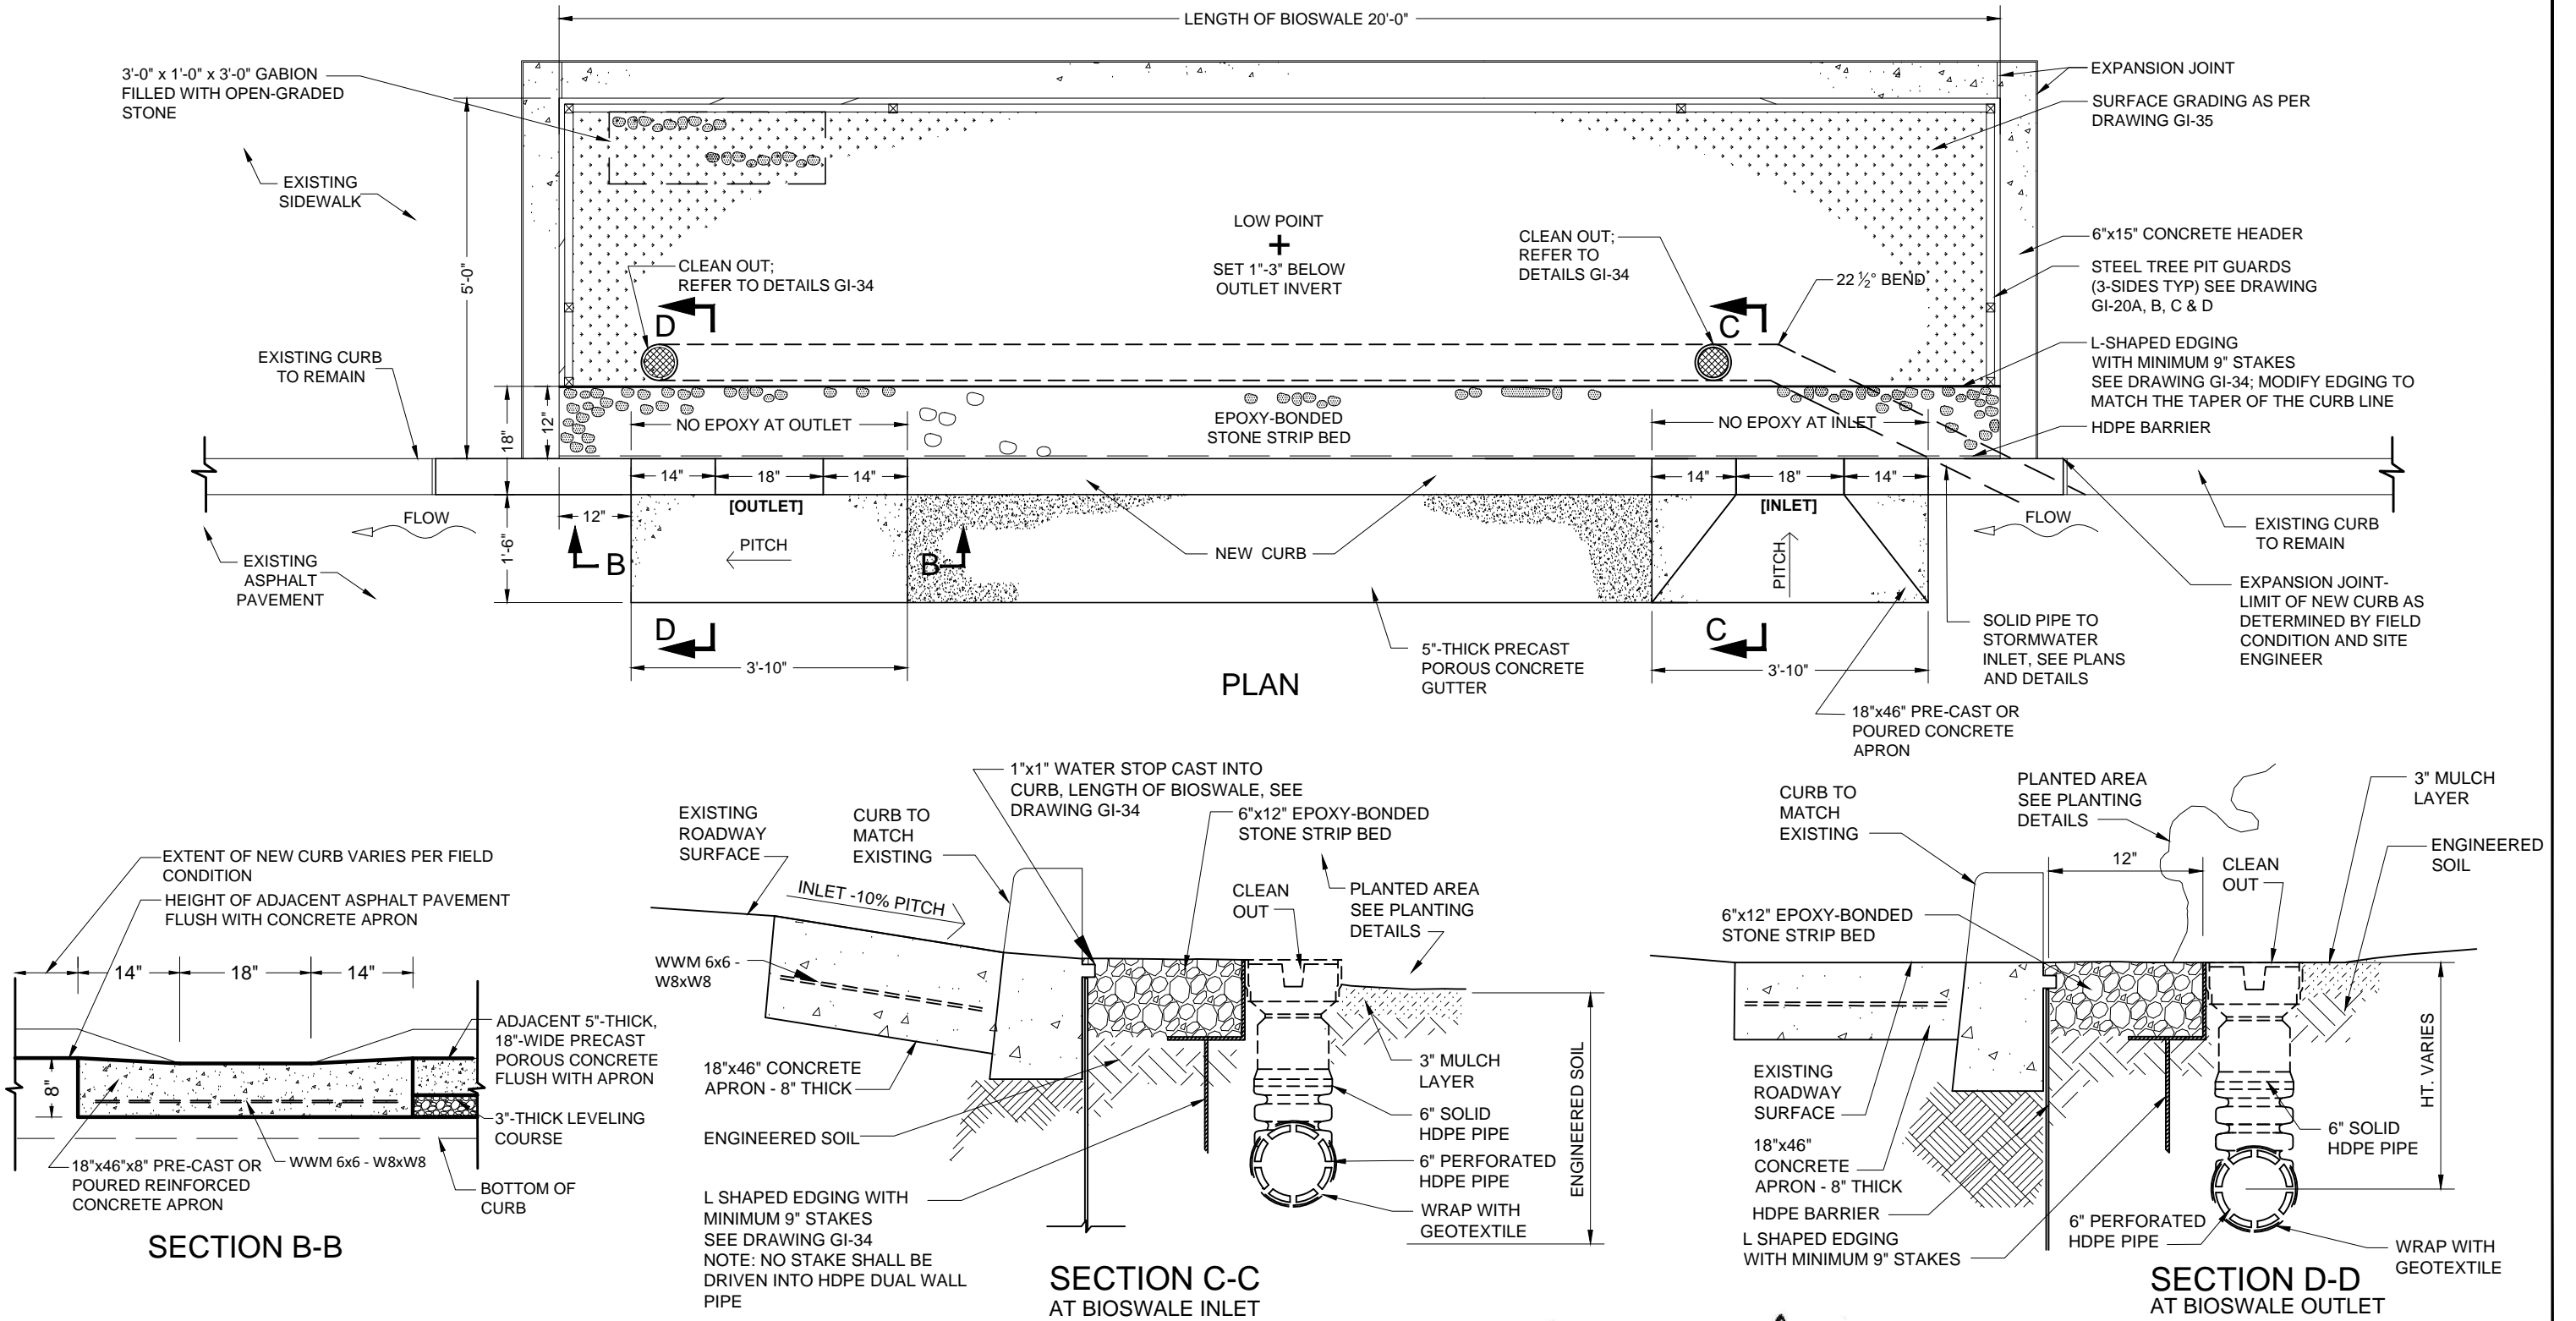 LENGTH OF BIOSWALE 20'-0"
3'-0" x 1'-0" x 3'-0" GABION
FILLED WITH OPEN-GRADED
STONE
EXPANSION JOINT
SURFACE GRADING AS PER
DRAWING GI-35
EXISTING
SIDEWALK
5'-0"
LOW POINT
SET 1"-3" BELOW
OUTLET INVERT
CLEAN OUT;
REFER TO DETAILS GI-34
CLEAN OUT;
REFER TO
DETAILS GI-34
22 ½° BEND
6"x15" CONCRETE HEADER
STEEL TREE PIT GUARDS
(3-SIDES TYP) SEE DRAWING
GI-20A, B, C & D
D
C
EXISTING CURB
TO REMAIN
L-SHAPED EDGING
WITH MINIMUM 9" STAKES
SEE DRAWING GI-34; MODIFY EDGING TO
MATCH THE TAPER OF THE CURB LINE
HDPE BARRIER
18"
12"
NO EPOXY AT OUTLET
EPOXY-BONDED
STONE STRIP BED
NO EPOXY AT INLET
14"
18"
14"
14"
18"
14"
[OUTLET]
[INLET]
12"
FLOW
FLOW
1'-6"
PITCH
PITCH
B
B
NEW CURB
EXISTING
ASPHALT
PAVEMENT
EXISTING CURB
TO REMAIN
EXPANSION JOINT-
LIMIT OF NEW CURB AS
DETERMINED BY FIELD
CONDITION AND SITE
ENGINEER
D
C
3'-10"
3'-10"
5"-THICK PRECAST
POROUS CONCRETE
GUTTER
SOLID PIPE TO
STORMWATER
INLET, SEE PLANS
AND DETAILS
18"x46" PRE-CAST OR
POURED CONCRETE
APRON
PLAN
EXTENT OF NEW CURB VARIES PER FIELD
CONDITION
HEIGHT OF ADJACENT ASPHALT PAVEMENT
FLUSH WITH CONCRETE APRON
14"
18"
14"
8"
ADJACENT 5"-THICK,
18"-WIDE PRECAST
POROUS CONCRETE
FLUSH WITH APRON
3"-THICK LEVELING
COURSE
18"x46"x8" PRE-CAST OR
POURED REINFORCED
CONCRETE APRON
WWM 6x6 - W8xW8
BOTTOM OF
CURB
SECTION B-B
1"x1" WATER STOP CAST INTO
CURB, LENGTH OF BIOSWALE, SEE
DRAWING GI-34
EXISTING
ROADWAY
SURFACE
CURB TO
MATCH
EXISTING
6"x12" EPOXY-BONDED
STONE STRIP BED
INLET -10% PITCH
CLEAN
OUT
PLANTED AREA
SEE PLANTING
DETAILS
WWM 6x6 -
W8xW8
18"x46" CONCRETE
APRON - 8" THICK
ENGINEERED SOIL
3" MULCH
LAYER
6" SOLID
HDPE PIPE
6" PERFORATED
HDPE PIPE
WRAP WITH
GEOTEXTILE
ENGINEERED SOIL
L SHAPED EDGING WITH
MINIMUM 9" STAKES
SEE DRAWING GI-34
NOTE: NO STAKE SHALL BE
DRIVEN INTO HDPE DUAL WALL
PIPE
SECTION C-C
AT BIOSWALE INLET
CURB TO
MATCH
EXISTING
PLANTED AREA
SEE PLANTING
DETAILS
3" MULCH
LAYER
ENGINEERED
SOIL
12"
CLEAN
OUT
6"x12" EPOXY-BONDED
STONE STRIP BED
EXISTING
ROADWAY
SURFACE
18"x46"
CONCRETE
APRON - 8" THICK
HDPE BARRIER
L SHAPED EDGING
WITH MINIMUM 9" STAKES
HT. VARIES
6" SOLID
HDPE PIPE
6" PERFORATED
HDPE PIPE
WRAP WITH
GEOTEXTILE
SECTION D-D
AT BIOSWALE OUTLET